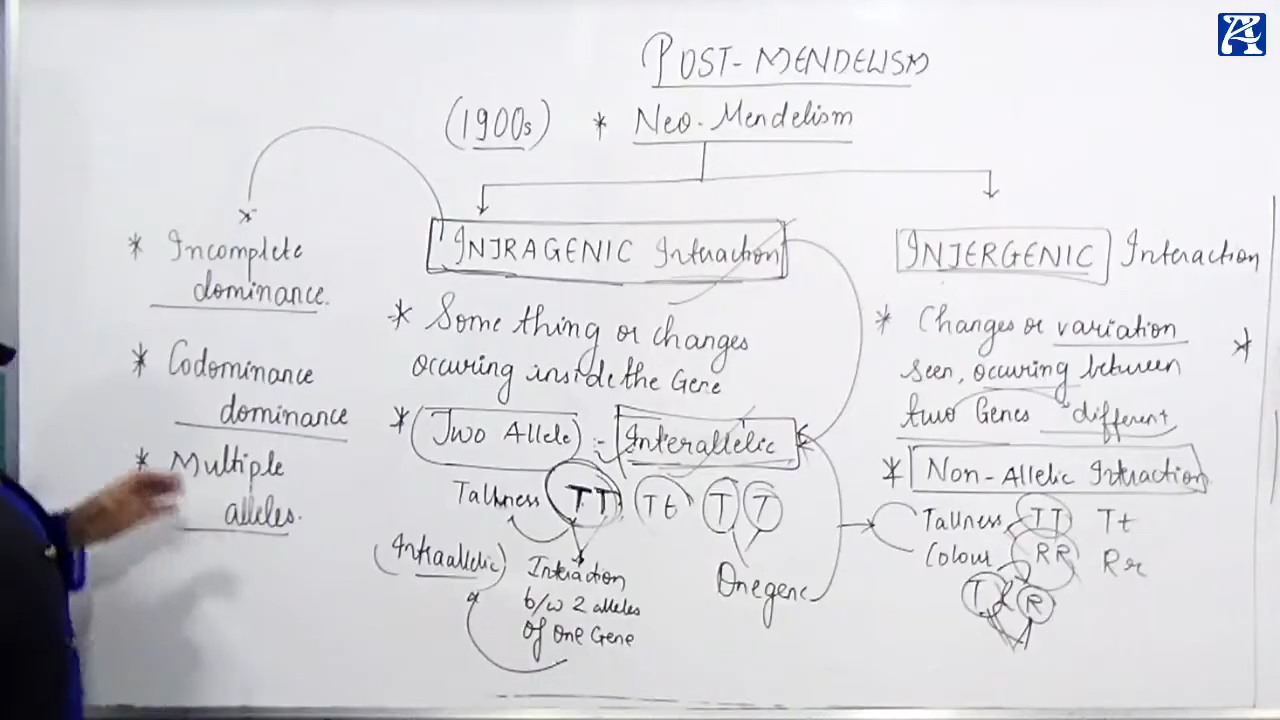 POST-MENDELISM
(1900s) * Neo-Mendelism
* Incomplete
dominance.
* Codominance
dominance
* Multiple
alleles.
INTRAGENIC Interaction
* Some thing or changes
occuring inside the Gene
* Two Allele :- Interallelic
Tallness TT Tt T T
(Intraallelic)
Interaction
b/w 2 alleles
Of One Gene
One gene
INTERGENIC Interaction
* Changes or variation
seen, occuring between
two Genes different
* Non-Allelic Interaction
Tallness TT Tt
Colour RR Rr
T & R